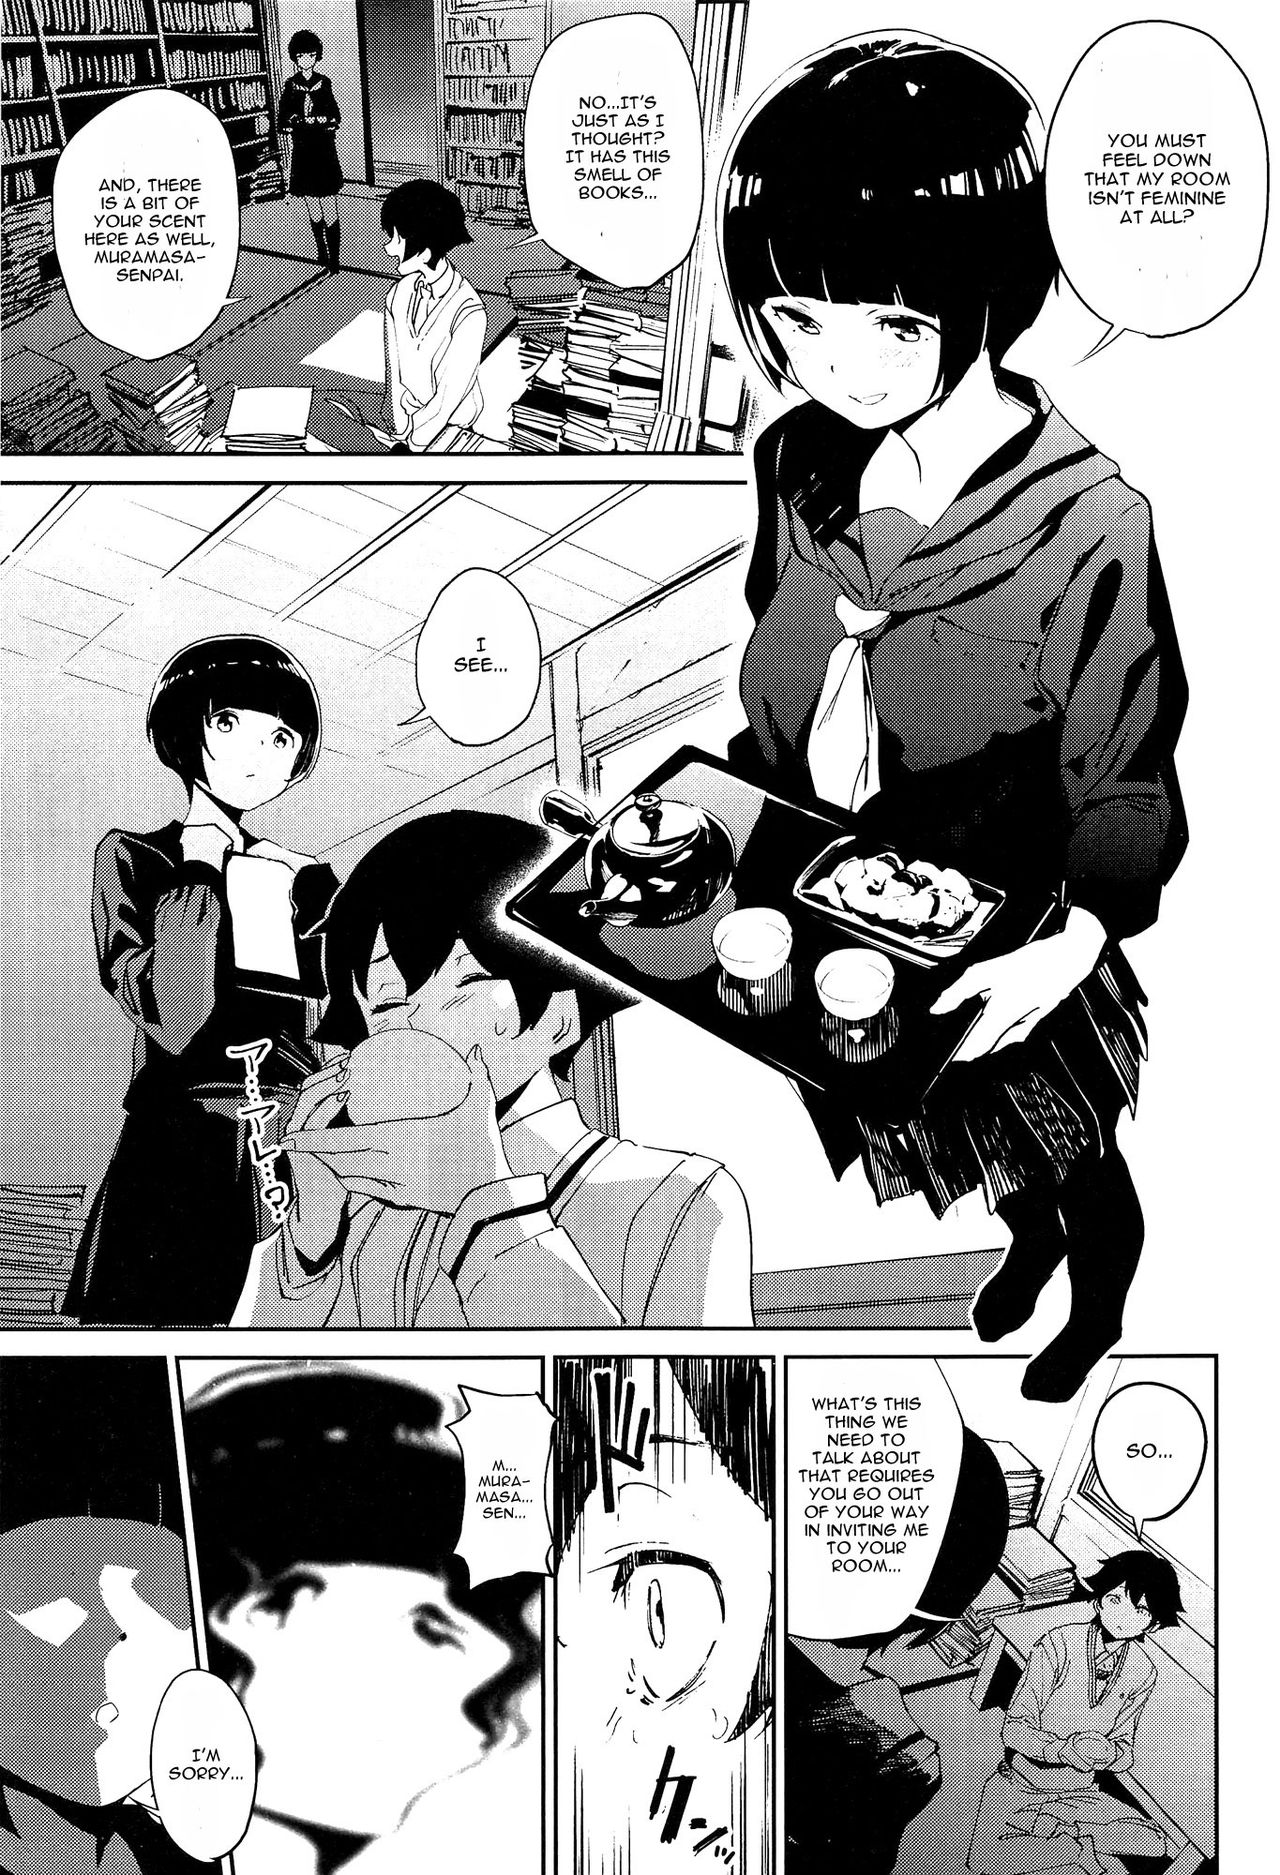 YOU MUST
FEEL DOWN
THAT MY ROOM
ISN'T FEMININE
AT ALL?
NO...IT'S
JUST AS I
THOUGHT?
IT HAS THIS
SMELL OF
BOOKS...
AND, THERE
IS A BIT OF
YOUR SCENT
HERE AS WELL,
MURAMASA-
SENPAI.
I
SEE...
ア…アレ…?
SO...
WHAT'S THIS
THING WE
NEED TO
TALK ABOUT
THAT REQUIRES
YOU GO OUT
OF YOUR WAY
IN INVITING ME
TO YOUR
ROOM...
M...
MURA-
MASA...
SEN...
I'M
SORRY...